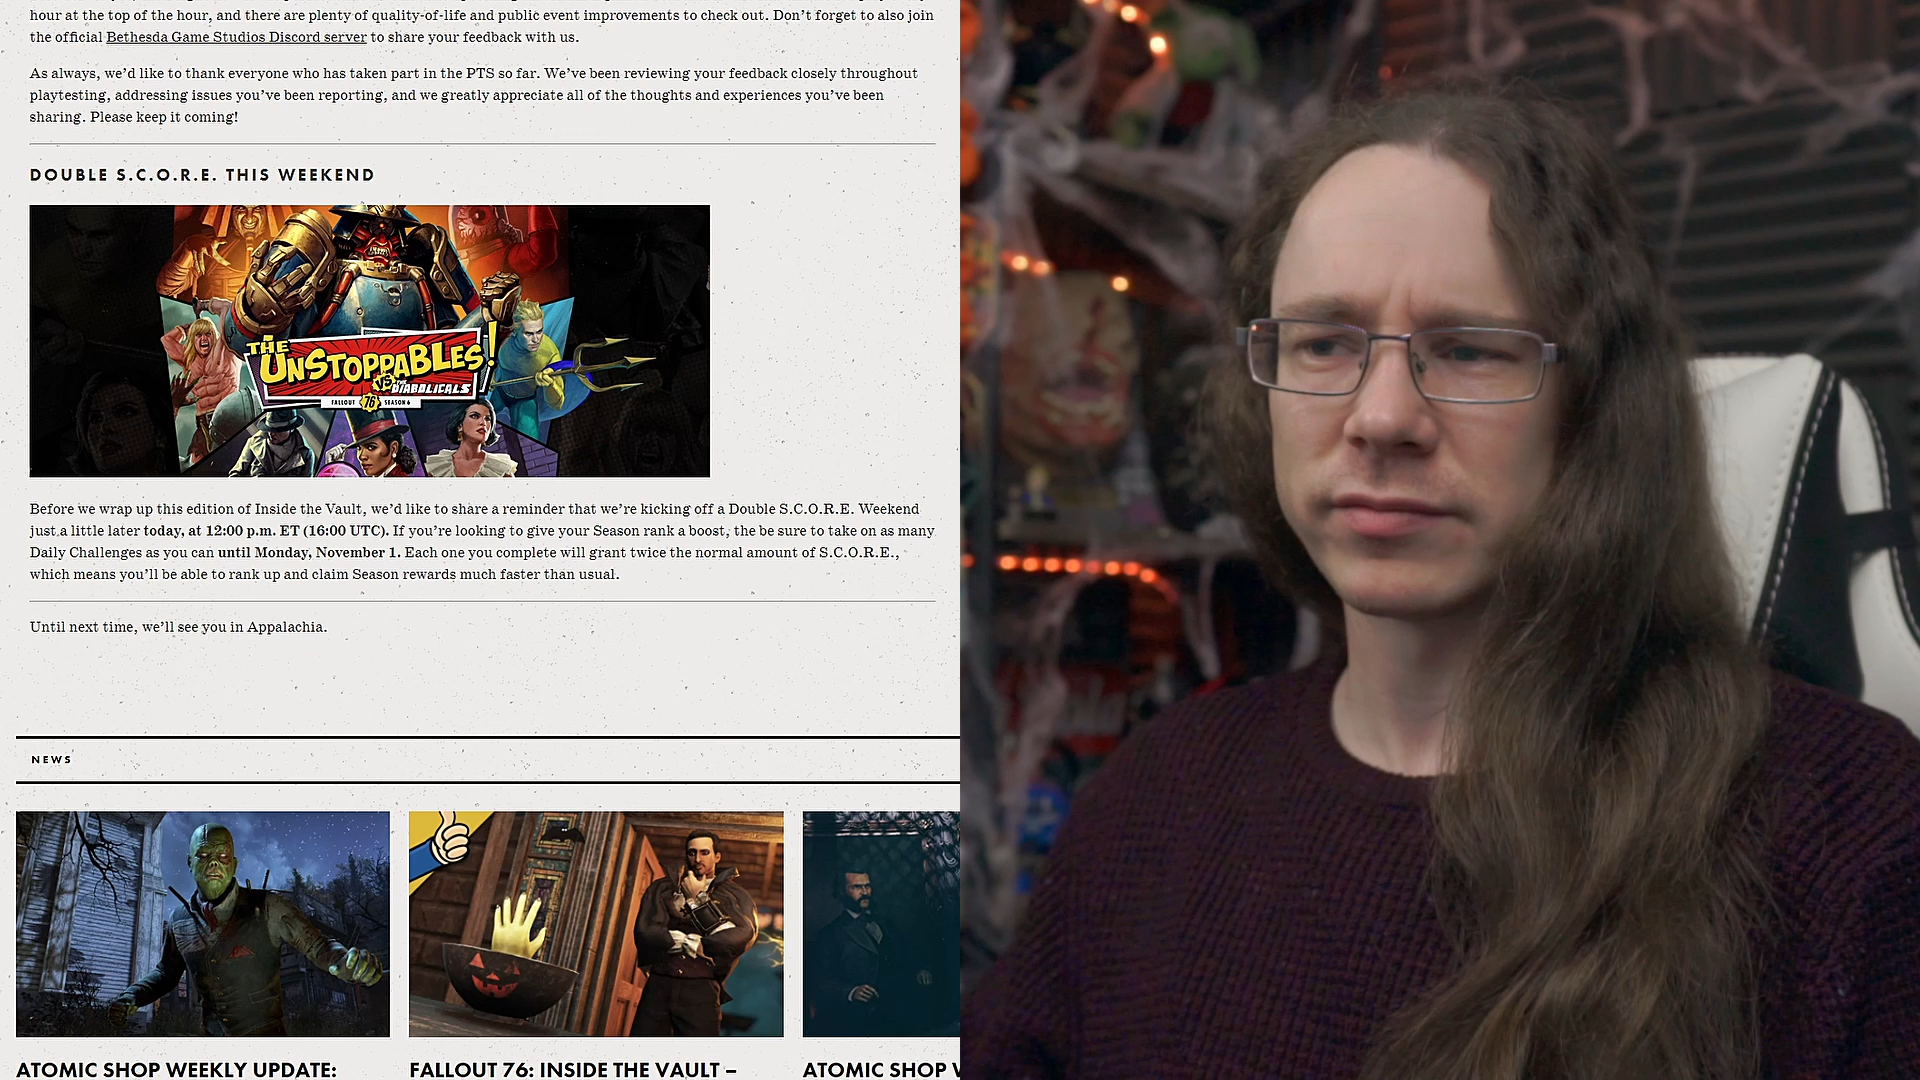 hour at the top of the hour, and there are plenty of quality-of-life and public event improvements to check out. Don’t forget to also join
the official Bethesda Game Studios Discord server to share your feedback with us.
As always, we’d like to thank everyone who has taken part in the PTS so far. We’ve been reviewing your feedback closely throughout
playtesting, addressing issues you’ve been reporting, and we greatly appreciate all of the thoughts and experiences you’ve been
sharing. Please keep it coming!
DOUBLE S.C.O.R.E. THIS WEEKEND
THE
UNSTOPPABLES!
VS THE DIABOLICALS
FALLOUT 76 SEASON 6
Before we wrap up this edition of Inside the Vault, we’d like to share a reminder that we’re kicking off a Double S.C.O.R.E. Weekend
just a little later today, at 12:00 p.m. ET (16:00 UTC). If you’re looking to give your Season rank a boost, the be sure to take on as many
Daily Challenges as you can until Monday, November 1. Each one you complete will grant twice the normal amount of S.C.O.R.E.,
which means you’ll be able to rank up and claim Season rewards much faster than usual.
Until next time, we’ll see you in Appalachia.
NEWS
ATOMIC SHOP WEEKLY UPDATE:
FALLOUT 76: INSIDE THE VAULT –
ATOMIC SHOP